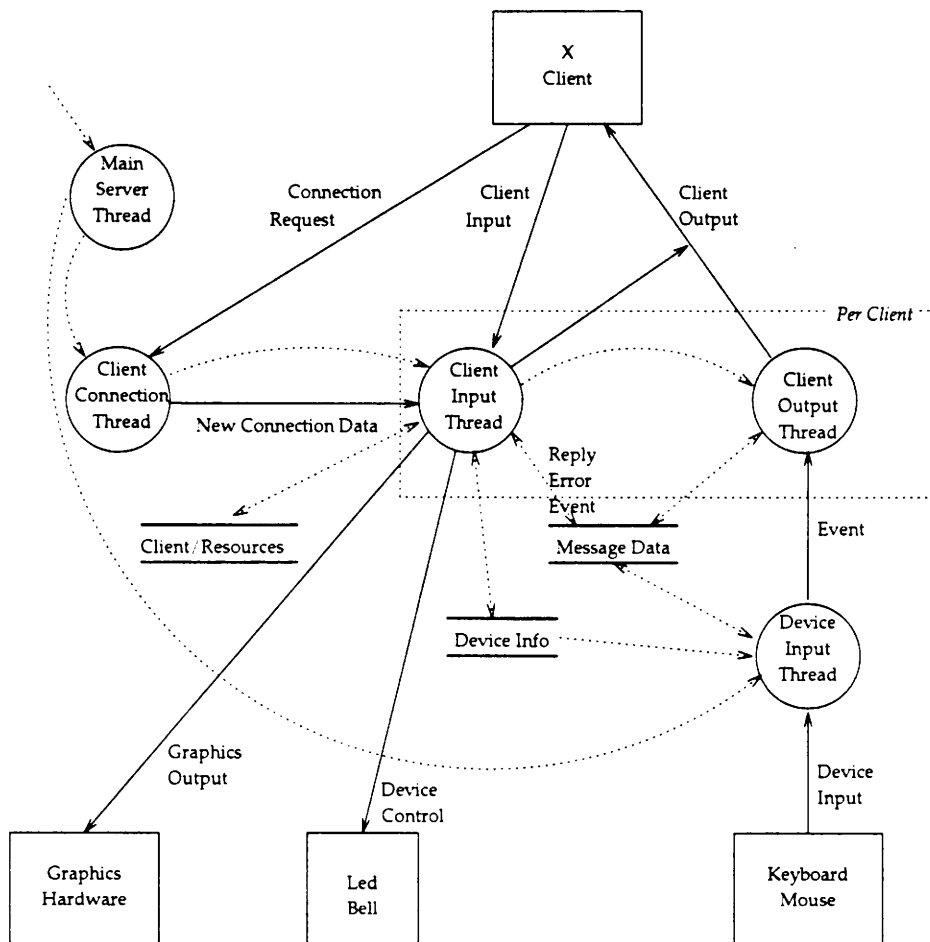 X
Client
Main
Server
Thread
Connection
Request
Client
Input
Client
Output
Per Client
Client
Connection
Thread
Client
Input
Thread
Client
Output
Thread
New Connection Data
Reply
Error
Event
Client/Resources
Message Data
Event
Device Info
Device
Input
Thread
Graphics
Output
Device
Control
Device
Input
Graphics
Hardware
Led
Bell
Keyboard
Mouse